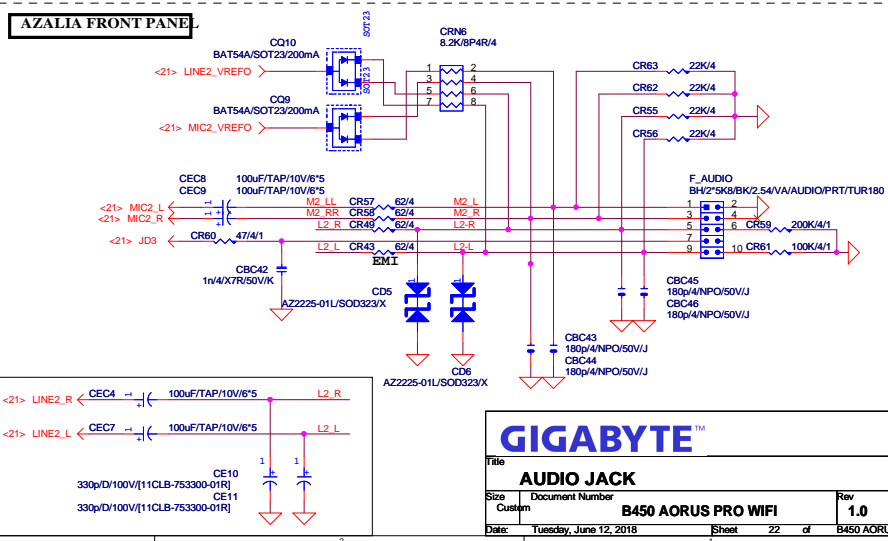 AZALIA FRONT PANEL
SOT23
CQ10
BAT54A/SOT23/200mA
<21> LINE2_VREFO
SOT23
CQ9
BAT54A/SOT23/200mA
<21> MIC2_VREFO
CRN6
8.2K/8P4R/4
1 2
3 4
5 6
7 8
CR63 22K/4
CR62 22K/4
CR55 22K/4
CR56 22K/4
CEC8 100uF/TAP/10V/6*5
CEC9 100uF/TAP/10V/6*5
F_AUDIO
BH/2*5K8/BK/2.54/VA/AUDIO/PRT/TUR180
<21> MIC2_L 1 M2_LL CR57 62/4 M2_L 1 2
<21> MIC2_R 1 M2_RR CR58 62/4 M2_R 3 4
L2_R CR49 62/4 L2-R 5 6 CR59 200K/4/1
<21> JD3 CR60 47/4/1 7
L2_L CR43 62/4 L2-L 9 10 CR61 100K/4/1
EMI
CBC42
1n/4/X7R/50V/K
1 1
CD5
AZ2225-01L/SOD323/X
CBC45
180p/4/NPO/50V/J
CBC46
180p/4/NPO/50V/J
CBC43
180p/4/NPO/50V/J
CBC44
180p/4/NPO/50V/J
CD6
AZ2225-01L/SOD323/X
<21> LINE2_R CEC4 1 100uF/TAP/10V/6*5 L2_R
<21> LINE2_L CEC7 1 100uF/TAP/10V/6*5 L2_L
1 1
CE10
330p/D/100V/[11CLB-753300-01R]
CE11
330p/D/100V/[11CLB-753300-01R]
GIGABYTE™
Title
AUDIO JACK
Size Document Number Rev
Custom B450 AORUS PRO WIFI 1.0
Date: Tuesday, June 12, 2018 Sheet 22 of B450 AORU